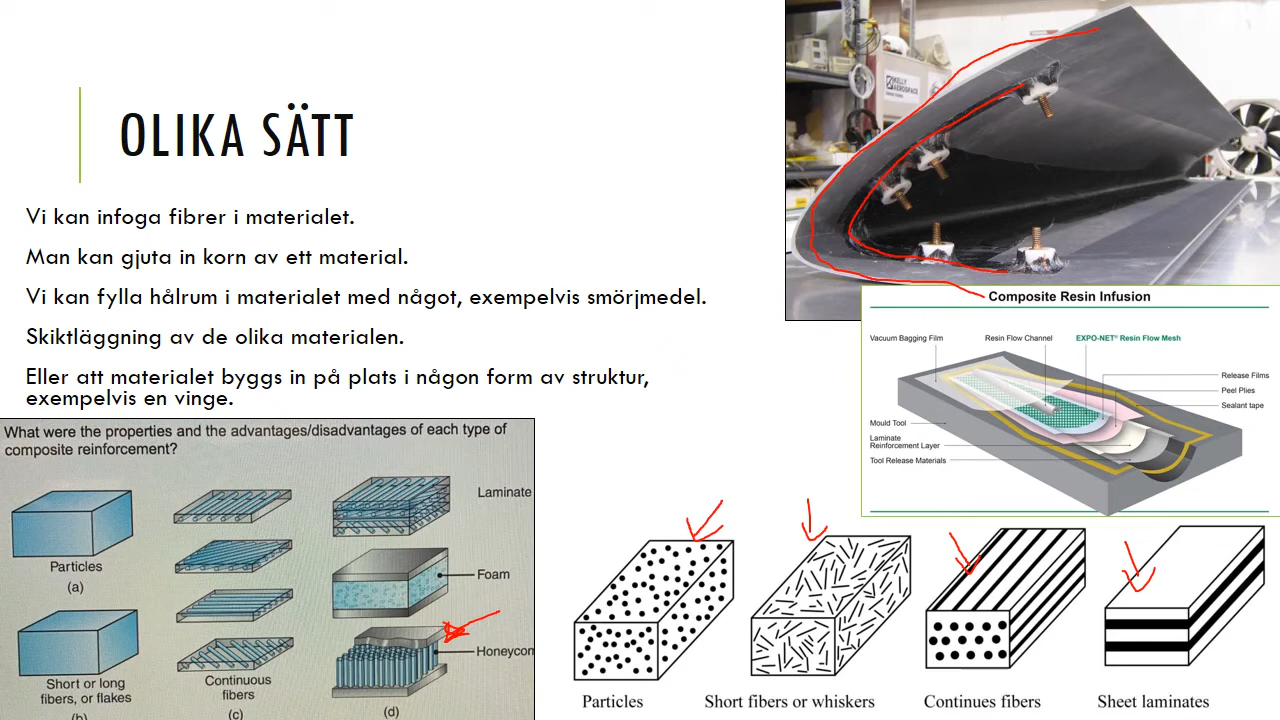 OLIKA SÄTT
Vi kan infoga fibrer i materialet.
Man kan gjuta in korn av ett material.
Vi kan fylla hålrum i materialet med något, exempelvis smörjmedel.
Skiktläggning av de olika materialen.
Eller att materialet byggs in på plats i någon form av struktur,
exempelvis en vinge.
KELLY
AEROSPACE
Composite Resin Infusion
Vacuum Bagging Film
Resin Flow Channel
EXPO-NET® Resin Flow Mesh
Release Films
Peel Plies
Sealant tape
Mould Tool
Laminate
Reinforcement Layer
Tool Release Materials
What were the properties and the advantages/disadvantages of each type of
composite reinforcement?
Particles
(a)
Short or long
fibers, or flakes
(b)
Continuous
fibers
(c)
Laminate
Foam
Honeycom
(d)
Particles
Short fibers or whiskers
Continues fibers
Sheet laminates